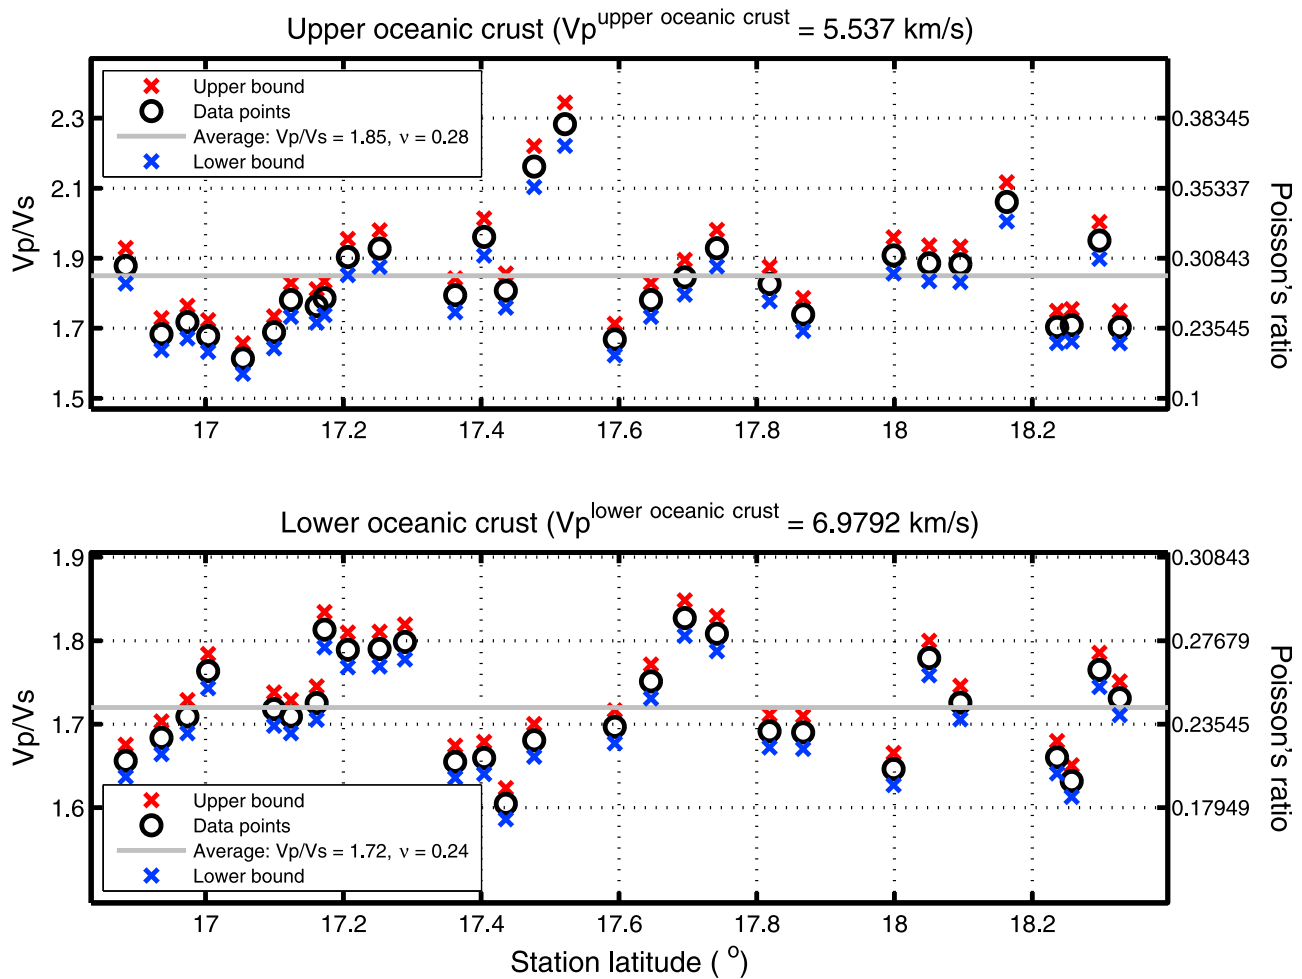 Upper oceanic crust (Vp^upper oceanic crust = 5.537 km/s)
Upper bound
Data points
Average: Vp/Vs = 1.85, ν = 0.28
Lower bound
Vp/Vs
2.3
2.1
1.9
1.7
1.5
0.38345
0.35337
0.30843
0.23545
0.1
Poisson's ratio
17
17.2
17.4
17.6
17.8
18
18.2
Lower oceanic crust (Vp^lower oceanic crust = 6.9792 km/s)
Vp/Vs
1.9
1.8
1.7
1.6
0.30843
0.27679
0.23545
0.17949
Poisson's ratio
Upper bound
Data points
Average: Vp/Vs = 1.72, ν = 0.24
Lower bound
17
17.2
17.4
17.6
17.8
18
18.2
Station latitude ( °)